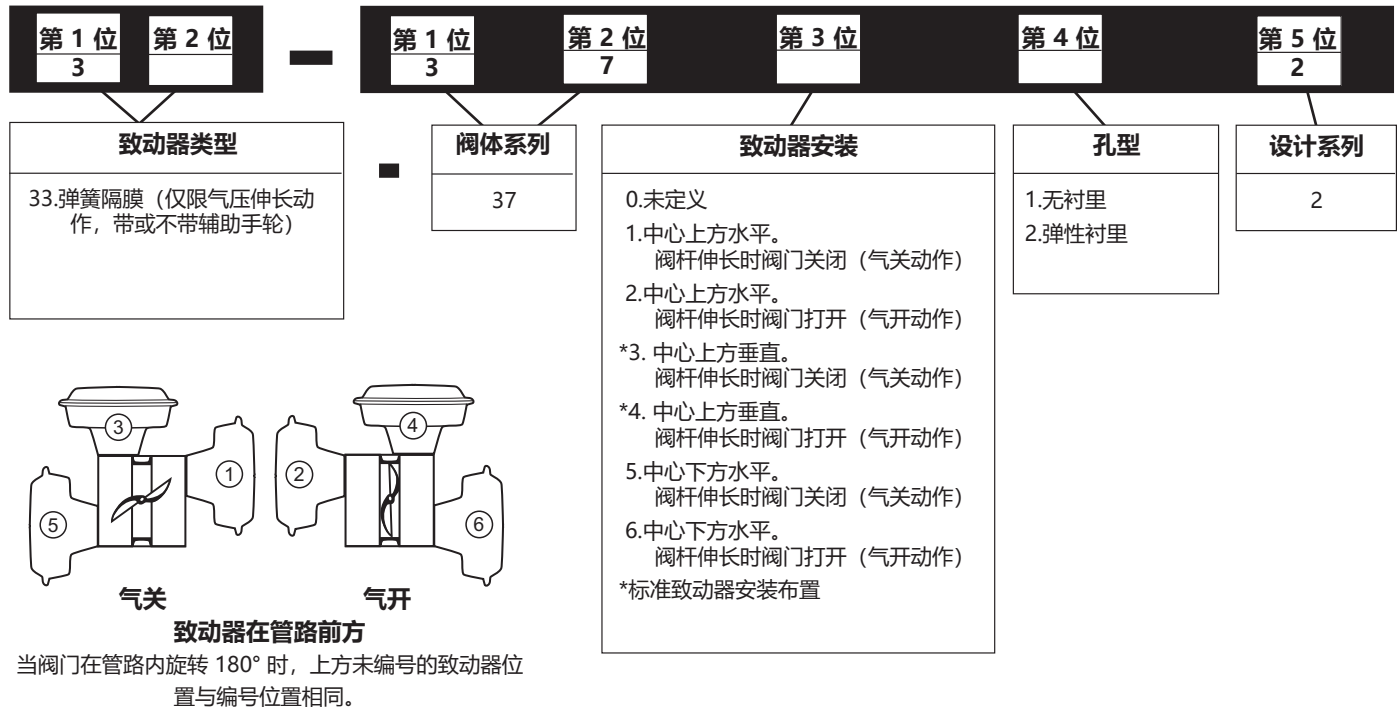 第 1 位 第 2 位 第 1 位 第 2 位 第 3 位 第 4 位 第 5 位
3 3 7 2
致动器类型
33.弹簧隔膜（仅限气压伸长动
作，带或不带辅助手轮）
阀体系列
37
致动器安装
0.未定义
1.中心上方水平。
阀杆伸长时阀门关闭（气关动作）
2.中心上方水平。
阀杆伸长时阀门打开（气开动作）
*3. 中心上方垂直。
阀杆伸长时阀门关闭（气关动作）
*4. 中心上方垂直。
阀杆伸长时阀门打开（气开动作）
5.中心下方水平。
阀杆伸长时阀门关闭（气关动作）
6.中心下方水平。
阀杆伸长时阀门打开（气开动作）
*标准致动器安装布置
孔型
1.无衬里
2.弹性衬里
设计系列
2
3
1
5
气关
4
2
6
气开
致动器在管路前方
当阀门在管路内旋转 180° 时，上方未编号的致动器位
置与编号位置相同。